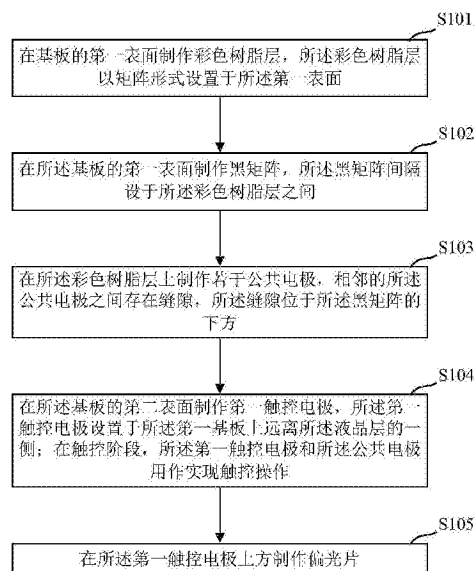 S101
在基板的第一表面制作彩色树脂层，所述彩色树脂层
以矩阵形式设置于所述第一表面
S102
在所述基板的第一表面制作黑矩阵，所述黑矩阵间隔
设于所述彩色树脂层之间
S103
在所述彩色树脂层上制作若干公共电极，相邻的所述
公共电极之间存在缝隙，所述缝隙位于所述黑矩阵的
下方
S104
在所述基板的第二表面制作第一触控电极，所述第一
触控电极设置于所述第一基板上远离所述液晶层的一
侧；在触控阶段，所述第一触控电极和所述公共电极
用作实现触控操作
S105
在所述第一触控电极上方制作偏光片